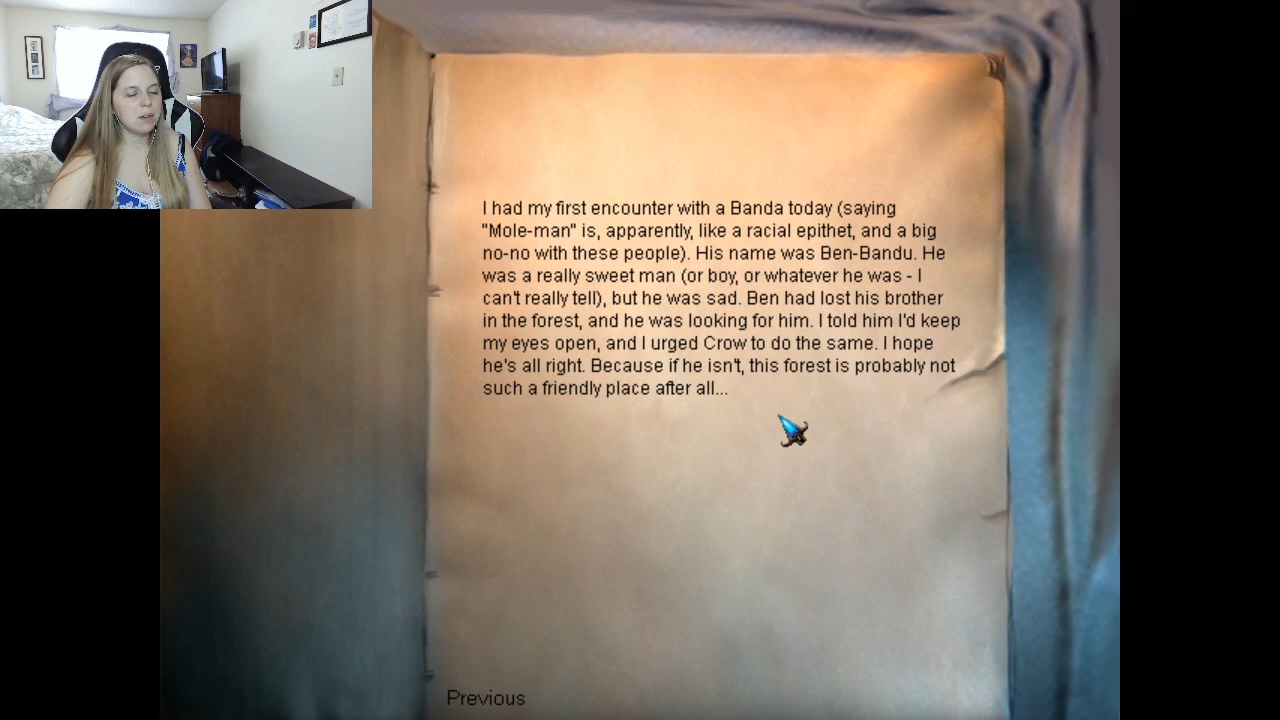 I had my first encounter with a Banda today (saying
"Mole-man" is, apparently, like a racial epithet, and a big
no-no with these people). His name was Ben-Bandu. He
was a really sweet man (or boy, or whatever he was - I
can't really tell), but he was sad. Ben had lost his brother
in the forest, and he was looking for him. I told him I'd keep
my eyes open, and I urged Crow to do the same. I hope
he's all right. Because if he isn't, this forest is probably not
such a friendly place after all...
Previous